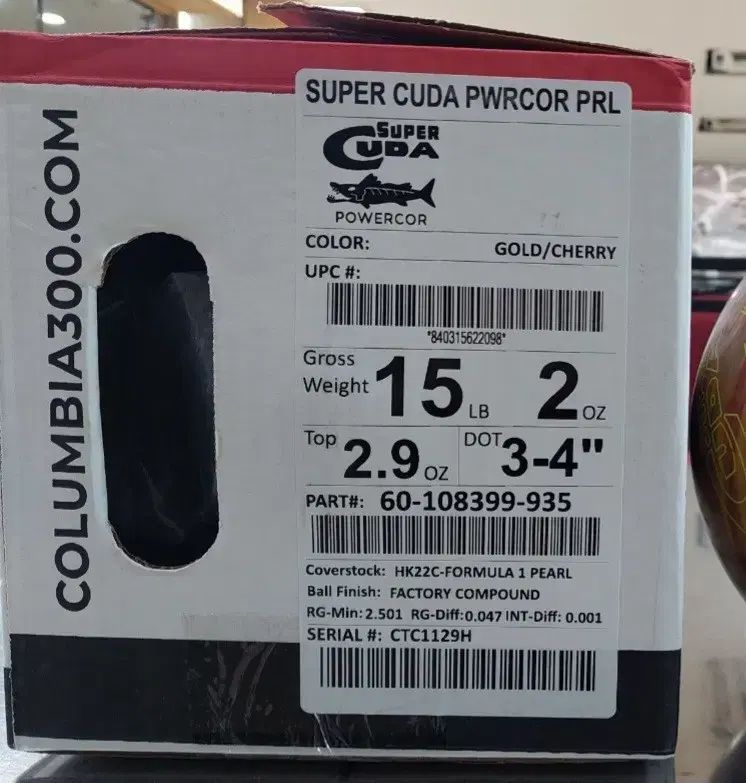 COLUMBIA300.COM
SUPER CUDA PWRCOR PRL
SUPER
CUDA
POWERCOR
COLOR: GOLD/CHERRY
UPC #:
*840315622098*
Gross Weight 15 LB 2 OZ
Top 2.9 OZ DOT 3-4"
PART#: 60-108399-935
Coverstock: HK22C-FORMULA 1 PEARL
Ball Finish: FACTORY COMPOUND
RG-Min: 2.501 RG-Diff: 0.047 INT-Diff: 0.001
SERIAL #: CTC1129H